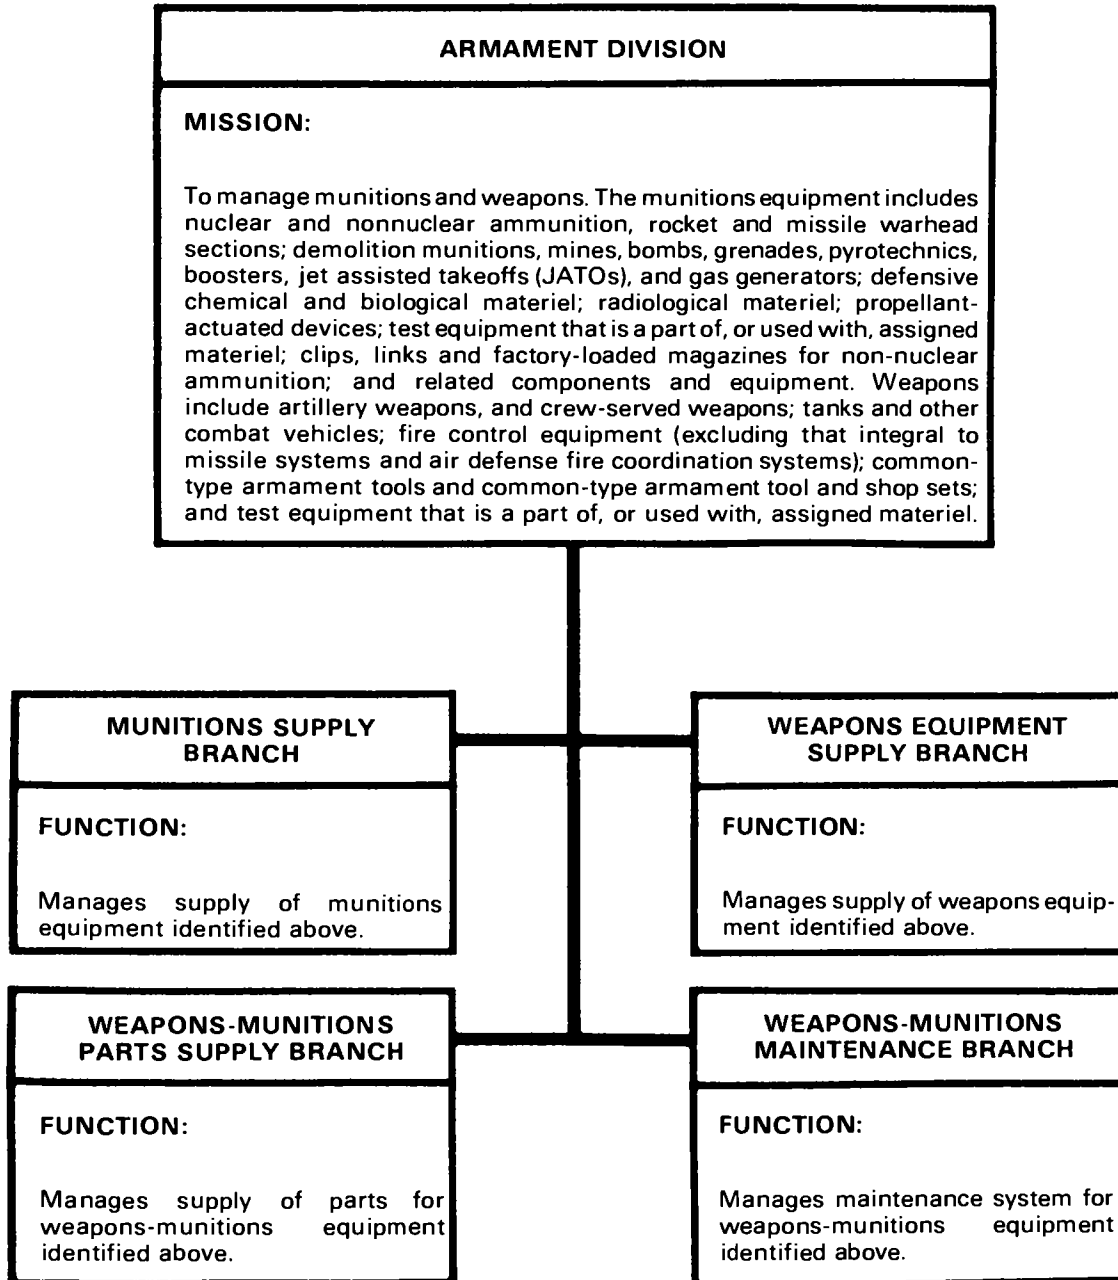 ARMAMENT DIVISION
MISSION:
To manage munitions and weapons. The munitions equipment includes
nuclear and nonnuclear ammunition, rocket and missile warhead
sections; demolition munitions, mines, bombs, grenades, pyrotechnics,
boosters, jet assisted takeoffs (JATOs), and gas generators; defensive
chemical and biological materiel; radiological materiel; propellant-
actuated devices; test equipment that is a part of, or used with, assigned
materiel; clips, links and factory-loaded magazines for non-nuclear
ammunition; and related components and equipment. Weapons
include artillery weapons, and crew-served weapons; tanks and other
combat vehicles; fire control equipment (excluding that integral to
missile systems and air defense fire coordination systems); common-
type armament tools and common-type armament tool and shop sets;
and test equipment that is a part of, or used with, assigned materiel.
MUNITIONS SUPPLY
BRANCH
FUNCTION:
Manages supply of munitions
equipment identified above.
WEAPONS EQUIPMENT
SUPPLY BRANCH
FUNCTION:
Manages supply of weapons equip-
ment identified above.
WEAPONS-MUNITIONS
PARTS SUPPLY BRANCH
FUNCTION:
Manages supply of parts for
weapons-munitions equipment
identified above.
WEAPONS-MUNITIONS
MAINTENANCE BRANCH
FUNCTION:
Manages maintenance system for
weapons-munitions equipment
identified above.